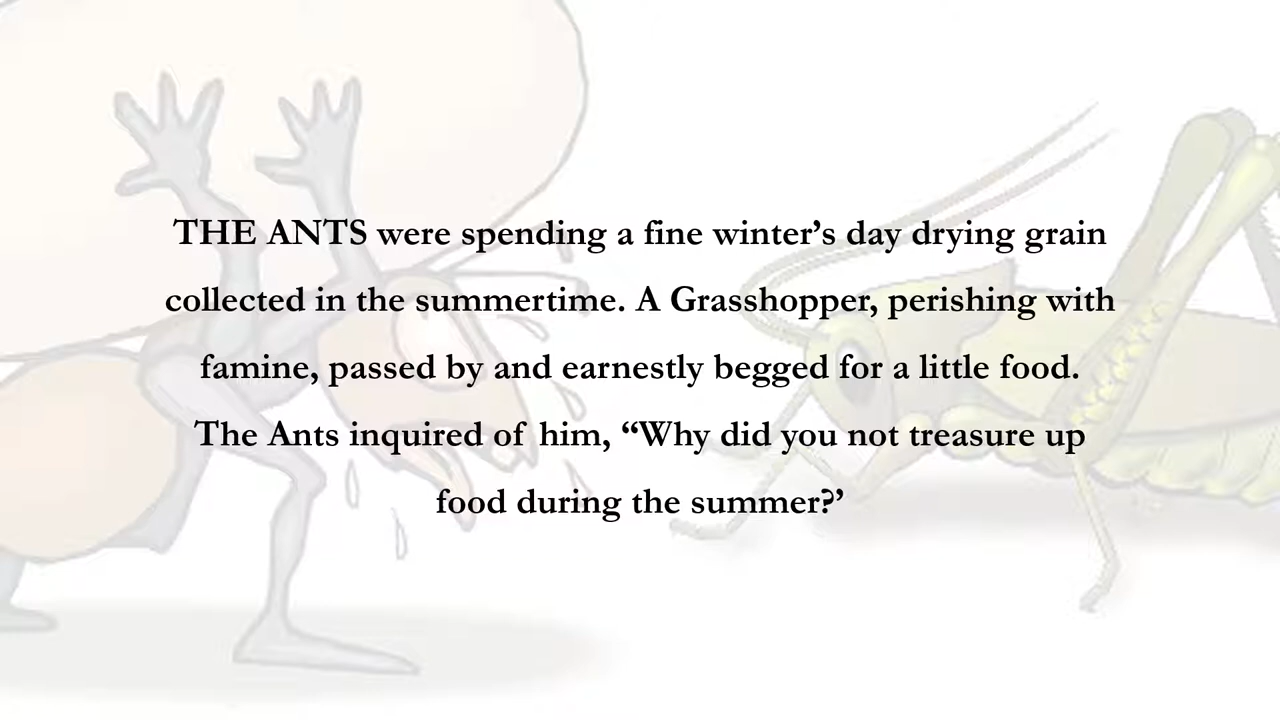 THE ANTS were spending a fine winter’s day drying grain
collected in the summertime. A Grasshopper, perishing with
famine, passed by and earnestly begged for a little food.
The Ants inquired of him, “Why did you not treasure up
food during the summer?’